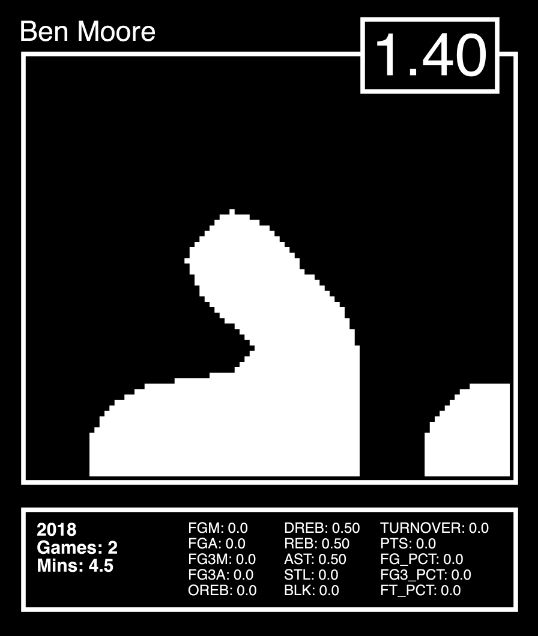 Ben Moore
1.40
2018
Games: 2
Mins: 4.5
FGM: 0.0
FGA: 0.0
FG3M: 0.0
FG3A: 0.0
OREB: 0.0
DREB: 0.50
REB: 0.50
AST: 0.50
STL: 0.0
BLK: 0.0
TURNOVER: 0.0
PTS: 0.0
FG_PCT: 0.0
FG3_PCT: 0.0
FT_PCT: 0.0